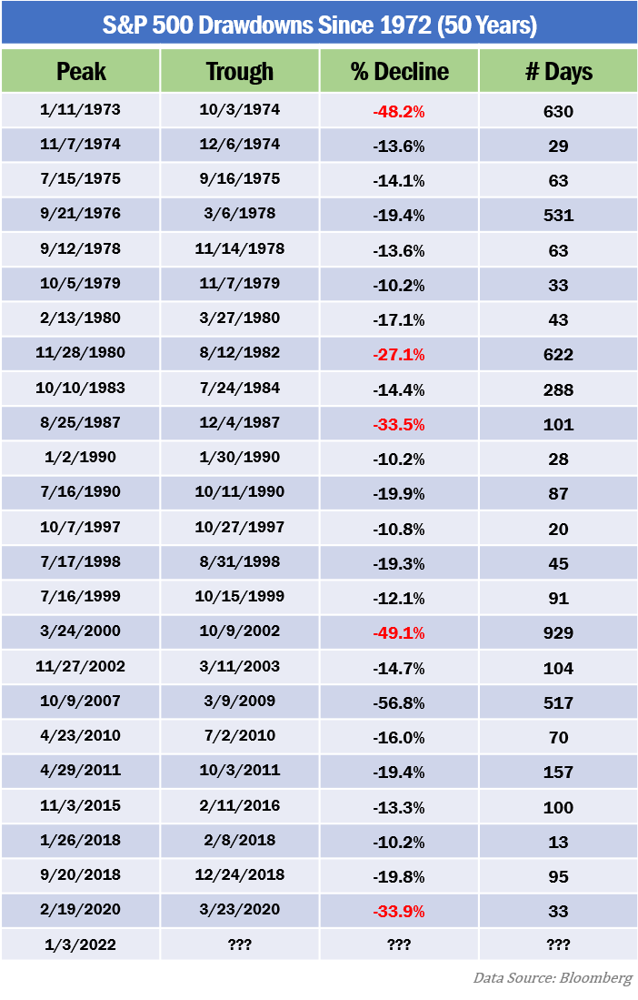 S&P 500 Drawdowns Since 1972 (50 Years)
Peak Trough % Decline # Days
1/11/1973 10/3/1974 -48.2% 630
11/7/1974 12/6/1974 -13.6% 29
7/15/1975 9/16/1975 -14.1% 63
9/21/1976 3/6/1978 -19.4% 531
9/12/1978 11/14/1978 -13.6% 63
10/5/1979 11/7/1979 -10.2% 33
2/13/1980 3/27/1980 -17.1% 43
11/28/1980 8/12/1982 -27.1% 622
10/10/1983 7/24/1984 -14.4% 288
8/25/1987 12/4/1987 -33.5% 101
1/2/1990 1/30/1990 -10.2% 28
7/16/1990 10/11/1990 -19.9% 87
10/7/1997 10/27/1997 -10.8% 20
7/17/1998 8/31/1998 -19.3% 45
7/16/1999 10/15/1999 -12.1% 91
3/24/2000 10/9/2002 -49.1% 929
11/27/2002 3/11/2003 -14.7% 104
10/9/2007 3/9/2009 -56.8% 517
4/23/2010 7/2/2010 -16.0% 70
4/29/2011 10/3/2011 -19.4% 157
11/3/2015 2/11/2016 -13.3% 100
1/26/2018 2/8/2018 -10.2% 13
9/20/2018 12/24/2018 -19.8% 95
2/19/2020 3/23/2020 -33.9% 33
1/3/2022 ??? ??? ???
Data Source: Bloomberg